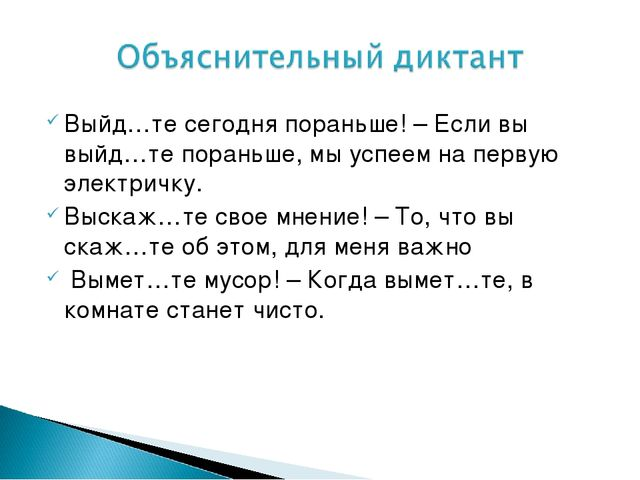 Объяснительный диктант
Выйд…те сегодня пораньше! – Если вы
выйд…те пораньше, мы успеем на первую
электричку.
Выскаж…те свое мнение! – То, что вы
скаж…те об этом, для меня важно
Вымет…те мусор! – Когда вымет…те, в
комнате станет чисто.